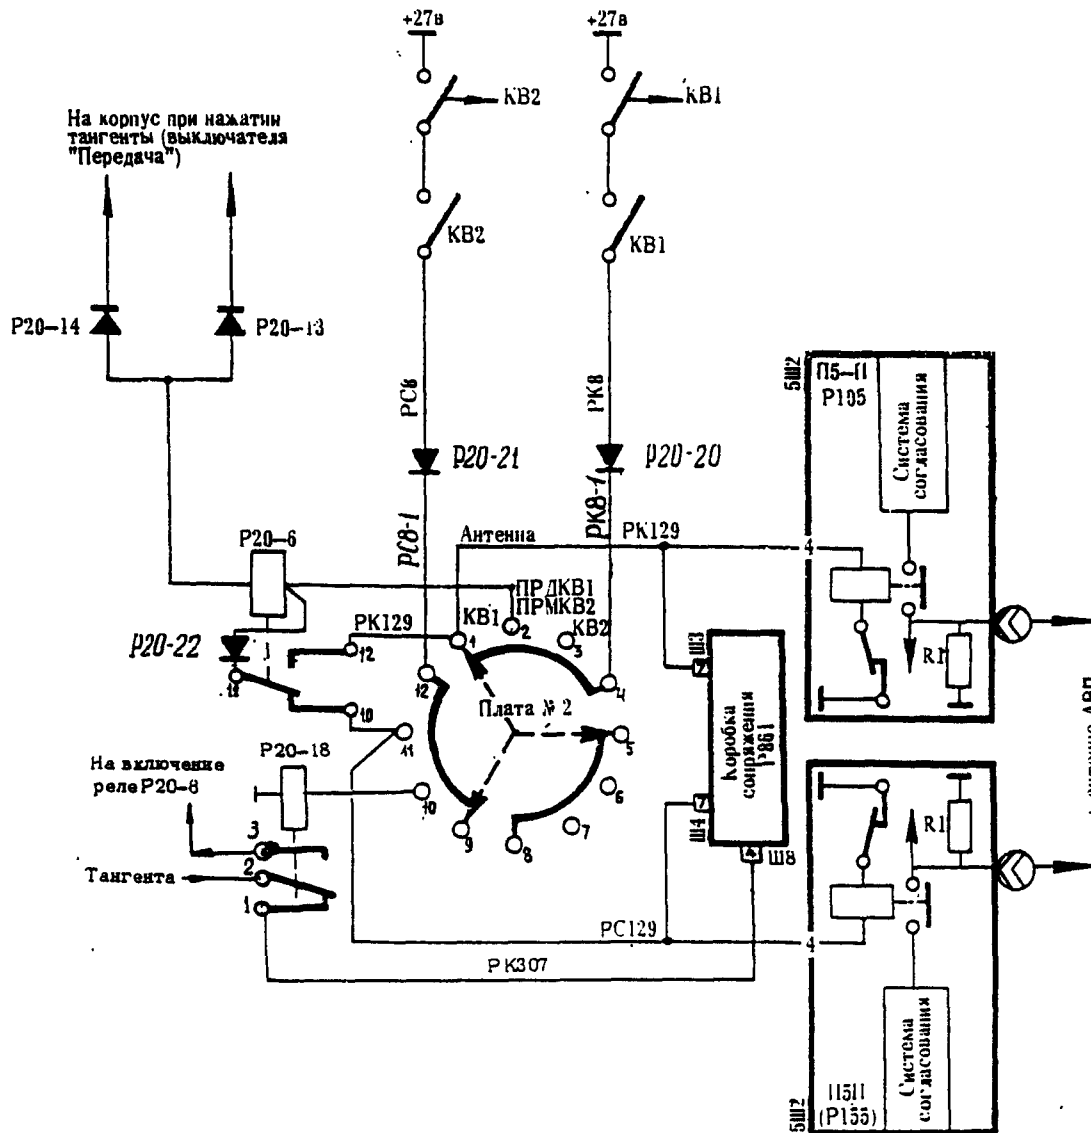 +27в
+27в
КВ2
КВ1
На корпус при нажатии
тангенты (выключателя
"Передача")
КВ2
КВ1
Р20-14
Р20-13
РС8
РК8
Р20-21
Р20-20
РС8-1
РК8-1
5Ш2
П5-П
Р105
Система
согласования
Р20-6
Антенна
РК129
4
ПРДКВ1
ПРМКВ2
КВ1
КВ2
РК129
Р20-22
1
2
3
4
5
6
7
8
9
10
11
12
12
11
10
Плата № 2
Ш3
7
R1
Коробка
сопряжения
Р861
Ш4
7
4
Ш8
Р20-18
На включение
реле Р20-8
3
2
1
Тангента
РС129
4
РК307
R1
Система
согласования
5Ш2
П5П
(Р155)